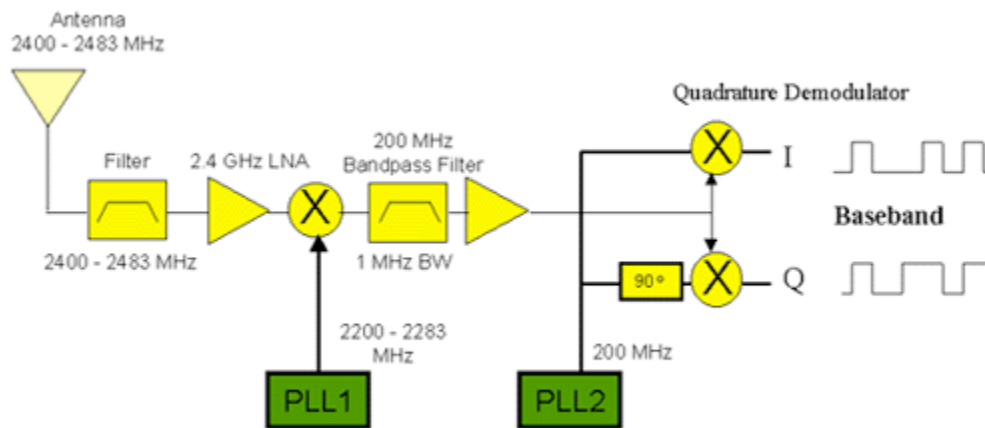 Antenna
2400 - 2483 MHz
Quadrature Demodulator
Filter
2.4 GHz LNA
200 MHz
Bandpass Filter
X
X
I
Baseband
2400 - 2483 MHz
1 MHz BW
90°
X
Q
2200 - 2283
MHz
200 MHz
PLL1
PLL2